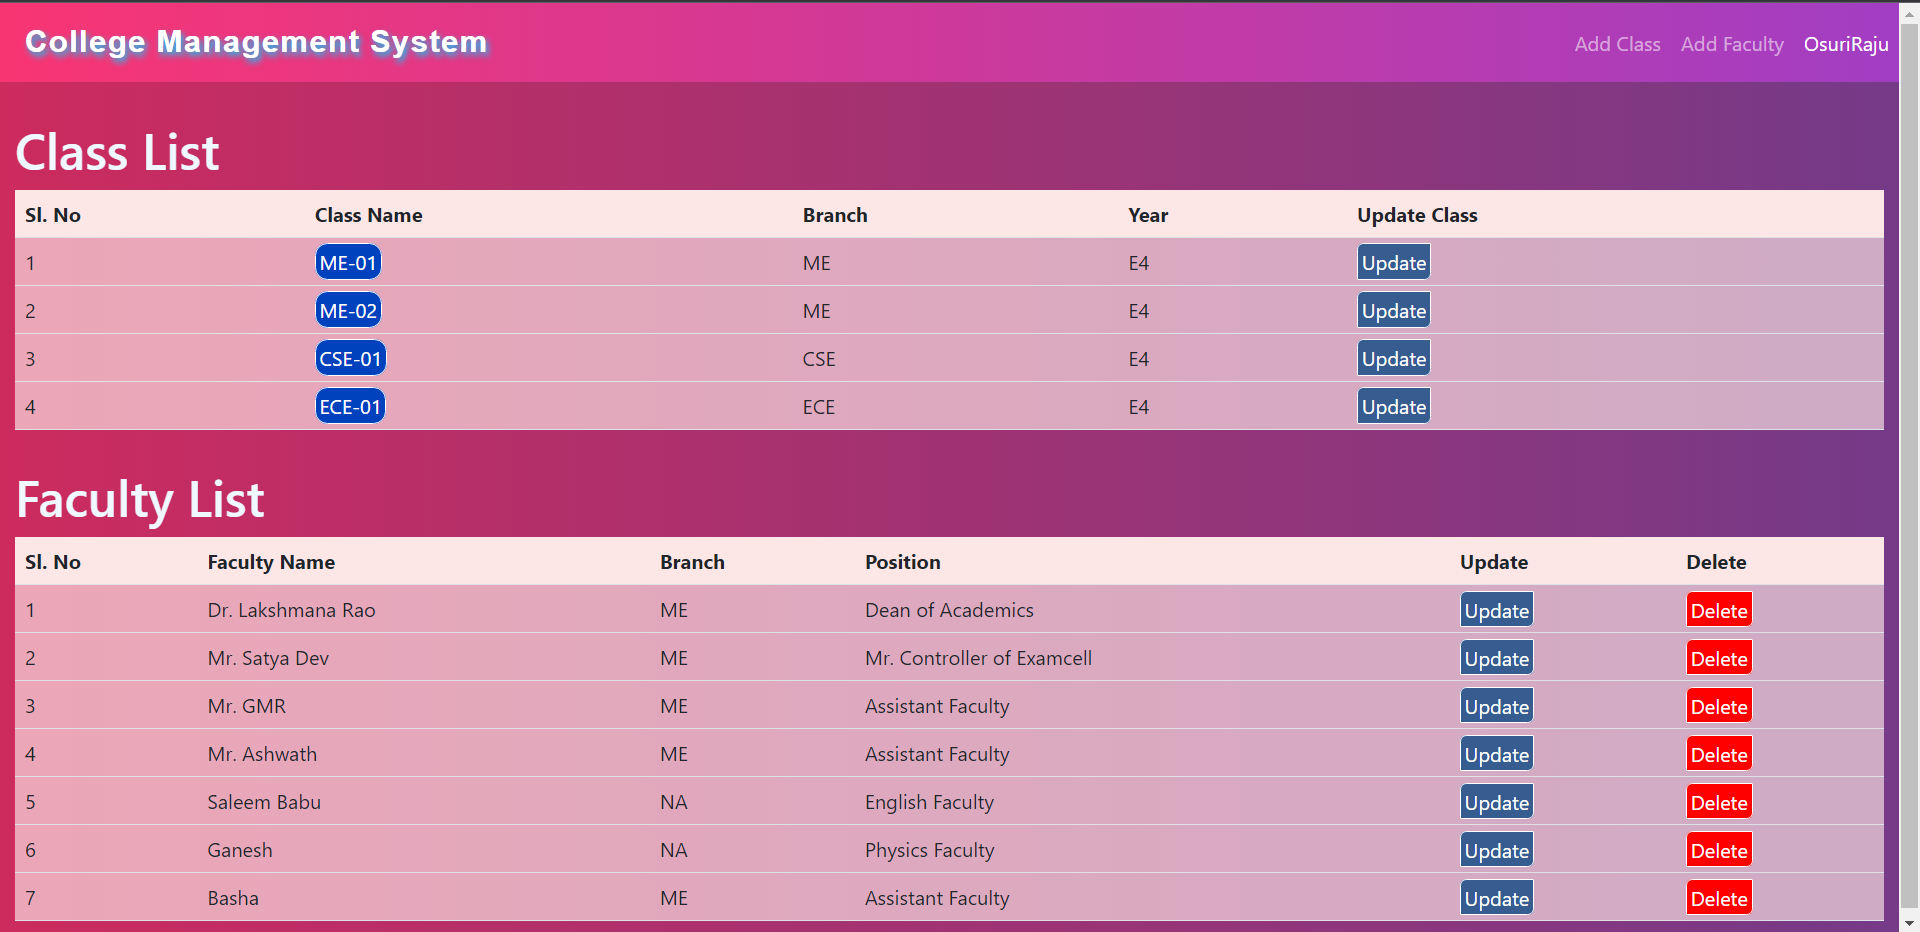 College Management System Add Class Add Faculty OsuriRaju
Class List
Sl. No Class Name Branch Year Update Class
1 ME-01 ME E4 Update
2 ME-02 ME E4 Update
3 CSE-01 CSE E4 Update
4 ECE-01 ECE E4 Update
Faculty List
Sl. No Faculty Name Branch Position Update Delete
1 Dr. Lakshmana Rao ME Dean of Academics Update Delete
2 Mr. Satya Dev ME Mr. Controller of Examcell Update Delete
3 Mr. GMR ME Assistant Faculty Update Delete
4 Mr. Ashwath ME Assistant Faculty Update Delete
5 Saleem Babu NA English Faculty Update Delete
6 Ganesh NA Physics Faculty Update Delete
7 Basha ME Assistant Faculty Update Delete